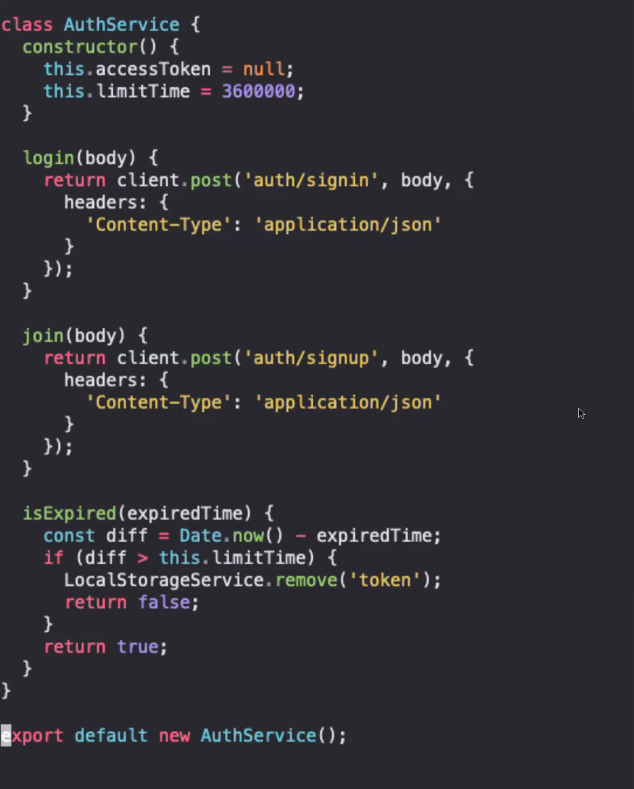 class AuthService {
  constructor() {
    this.accessToken = null;
    this.limitTime = 3600000;
  }

  login(body) {
    return client.post('auth/signin', body, {
      headers: {
        'Content-Type': 'application/json'
      }
    });
  }

  join(body) {
    return client.post('auth/signup', body, {
      headers: {
        'Content-Type': 'application/json'
      }
    });
  }

  isExpired(expiredTime) {
    const diff = Date.now() - expiredTime;
    if (diff > this.limitTime) {
      LocalStorageService.remove('token');
      return false;
    }
    return true;
  }
}

export default new AuthService();